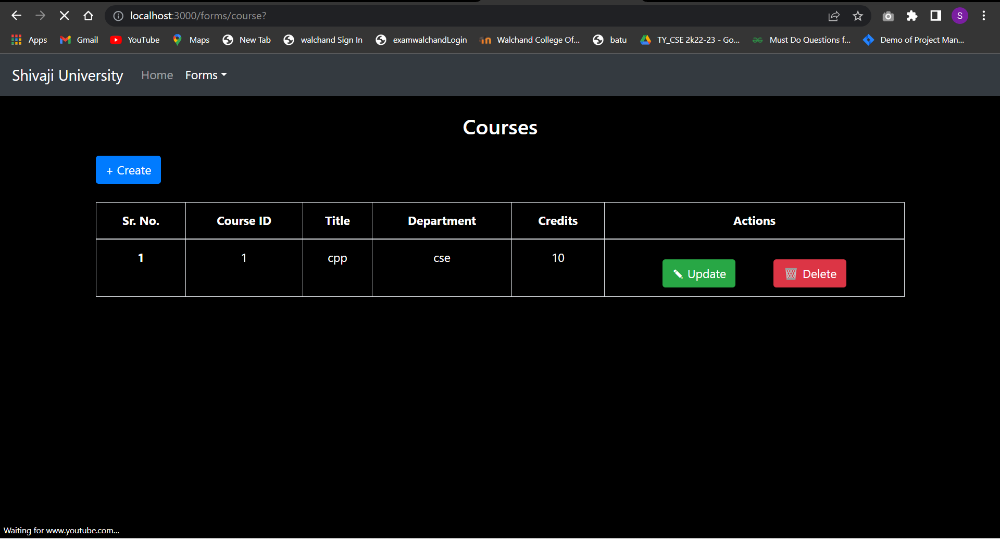 localhost:3000/forms/course?
S
Apps Gmail YouTube Maps New Tab walchand Sign In examwalchandLogin Walchand College Of... batu TY_CSE 2k22-23 - Go... Must Do Questions f... Demo of Project Man...
Shivaji University Home Forms
Courses
+ Create
Sr. No. Course ID Title Department Credits Actions
1 1 cpp cse 10
Update Delete
Waiting for www.youtube.com...